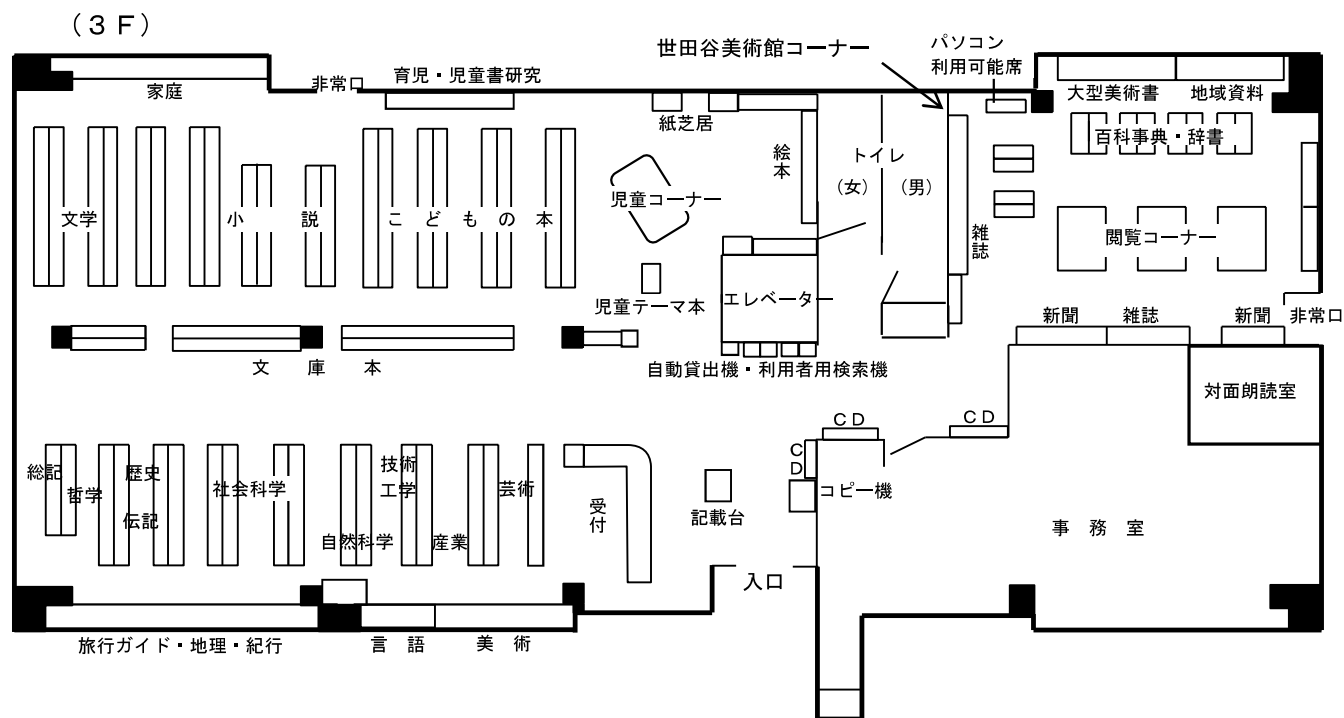 （３Ｆ）
世田谷美術館コーナー
パソコン
利用可能席
家庭
非常口
育児・児童書研究
紙芝居
絵本
トイレ
（女）
（男）
大型美術書
地域資料
百科事典・辞書
文学
小説
こどもの本
児童コーナー
雑誌
閲覧コーナー
児童テーマ本
エレベーター
新聞
雑誌
新聞
非常口
文庫本
自動貸出機・利用者用検索機
対面朗読室
ＣＤ
ＣＤ
ＣＤ
総記
哲学
歴史
伝記
社会科学
技術
工学
芸術
自然科学
産業
受付
記載台
コピー機
事務室
入口
旅行ガイド・地理・紀行
言語
美術